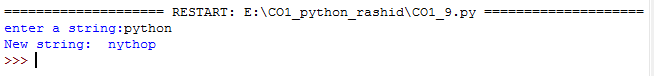 ==================== RESTART: E:\CO1_python_rashid\CO1_9.py ====================
enter a string:python
New string:  nythop
>>>